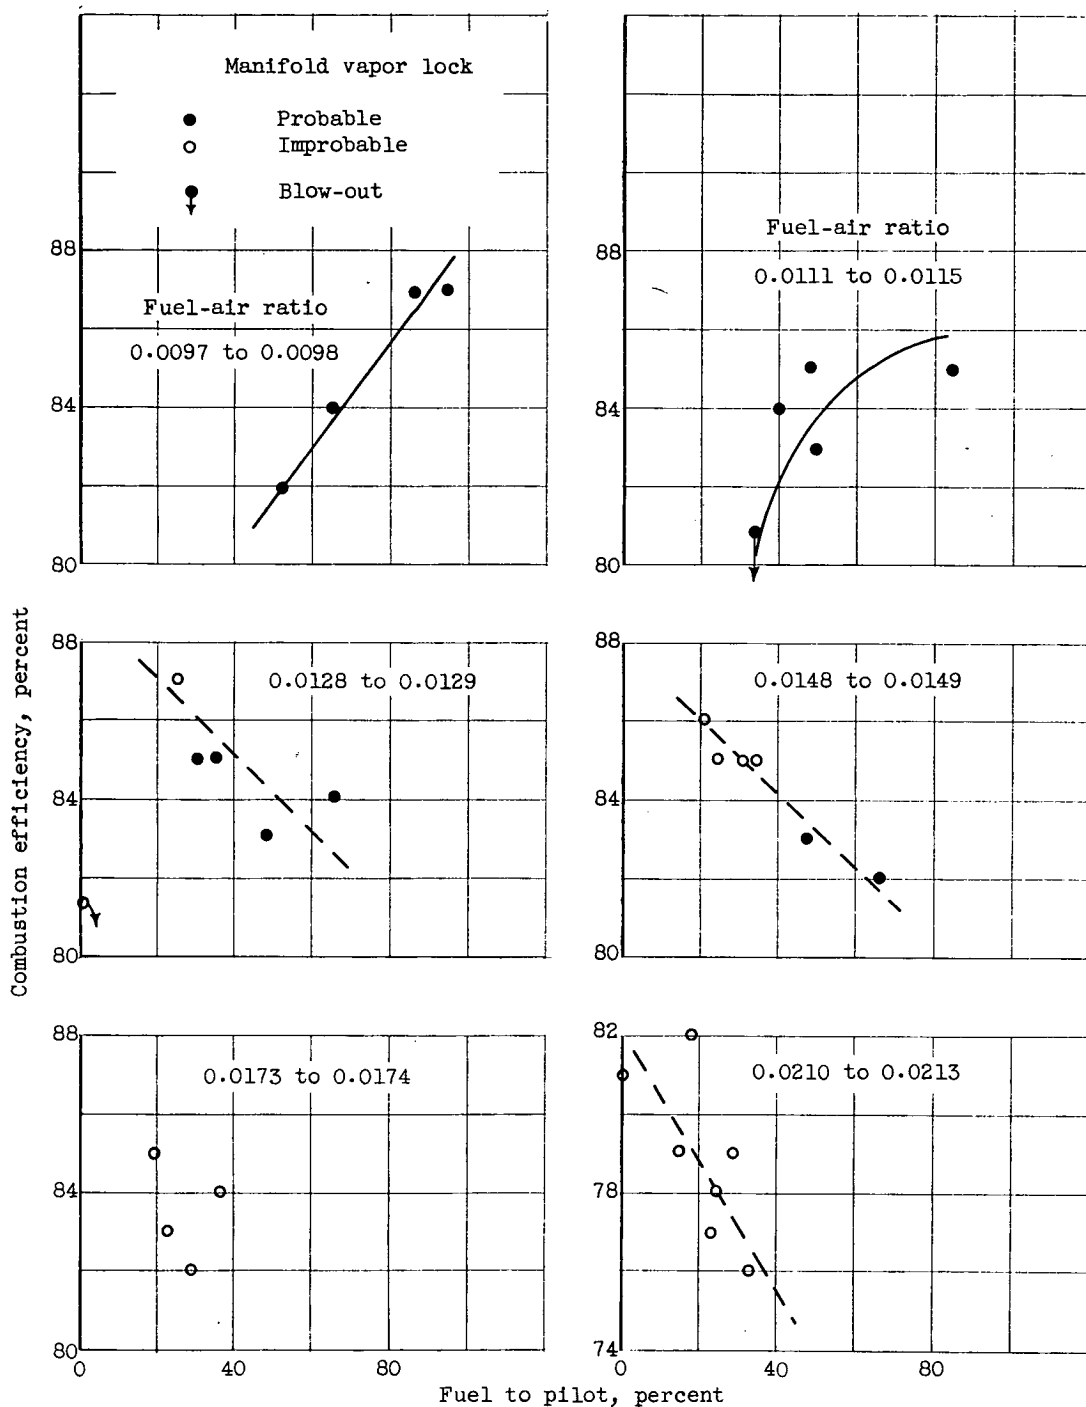 Manifold vapor lock
Probable
Improbable
Blow-out
88
Fuel-air ratio
0.0097 to 0.0098
84
80
88
Fuel-air ratio
0.0111 to 0.0115
84
80
Combustion efficiency, percent
88
0.0128 to 0.0129
84
80
88
0.0148 to 0.0149
84
80
88
0.0173 to 0.0174
84
80
0
40
80
82
0.0210 to 0.0213
78
74
0
40
80
Fuel to pilot, percent